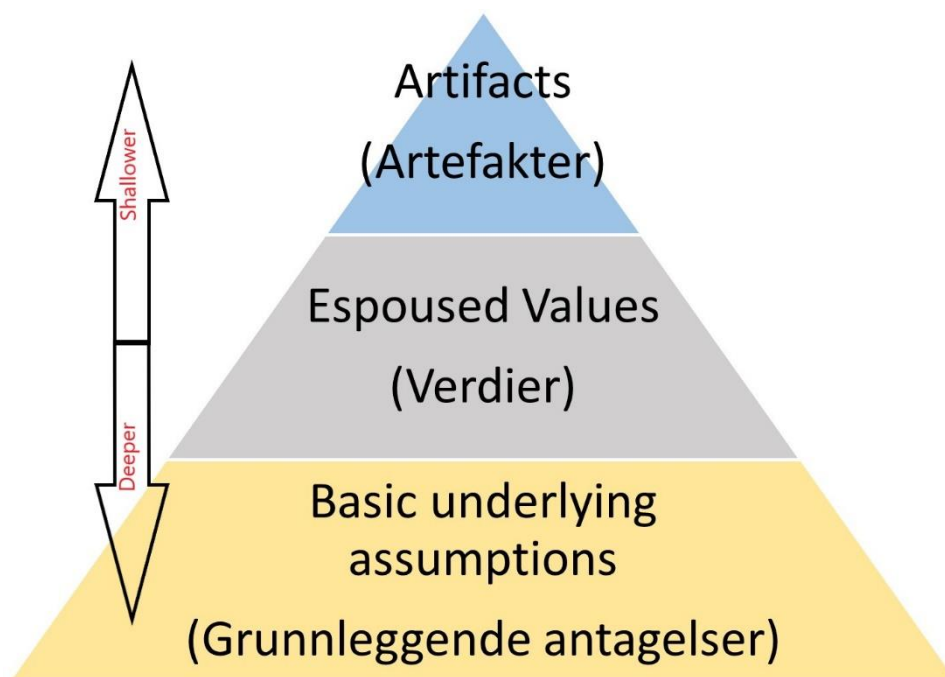 Artifacts
(Artefakter)
Shallower
Espoused Values
(Verdier)
Deeper
Basic underlying
assumptions
(Grunnleggende antagelser)